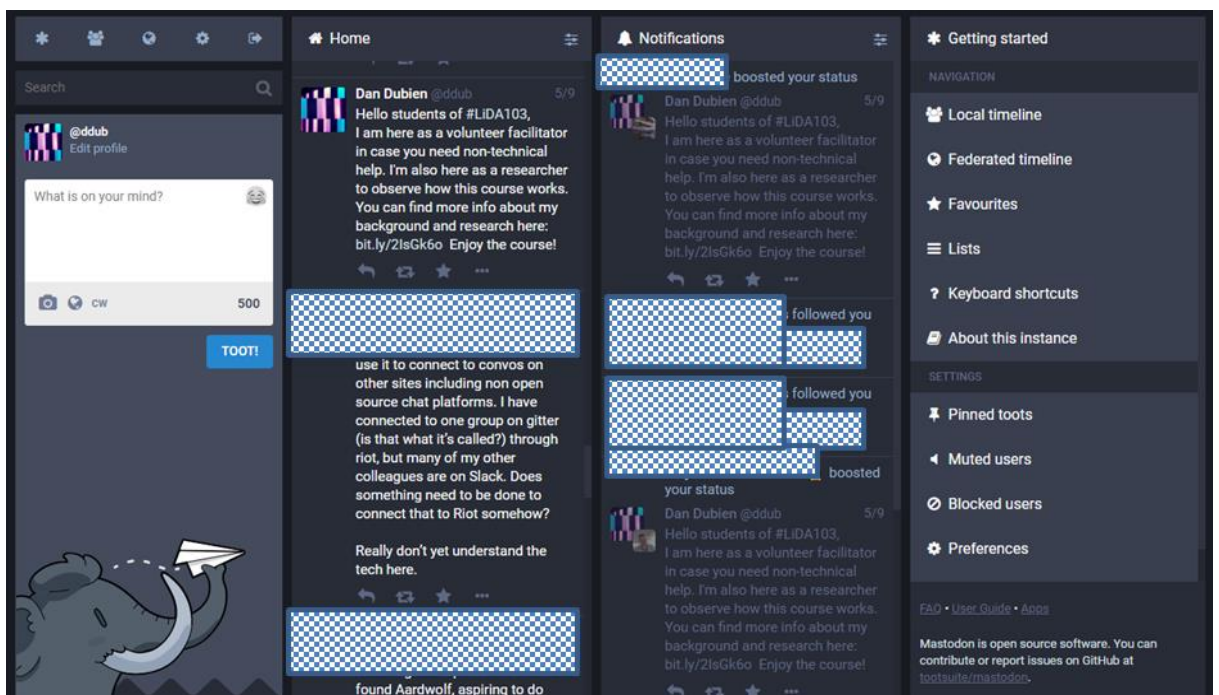 Search
@ddub
Edit profile
What is on your mind?
CW
500
TOOT!
Home
Dan Dubien @ddub 5/9
Hello students of #LiDA103,
I am here as a volunteer facilitator
in case you need non-technical
help. I'm also here as a researcher
to observe how this course works.
You can find more info about my
background and research here:
bit.ly/2IsGk6o Enjoy the course!
use it to connect to convos on
other sites including non open
source chat platforms. I have
connected to one group on gitter
(is that what it's called?) through
riot, but many of my other
colleagues are on Slack. Does
something need to be done to
connect that to Riot somehow?
Really don't yet understand the
tech here.
found Aardwolf, aspiring to do
Notifications
boosted your status
Dan Dubien @ddub 5/9
Hello students of #LiDA103,
I am here as a volunteer facilitator
in case you need non-technical
help. I'm also here as a researcher
to observe how this course works.
You can find more info about my
background and research here:
bit.ly/2IsGk6o Enjoy the course!
followed you
followed you
boosted
your status
Dan Dubien @ddub 5/9
Hello students of #LiDA103,
I am here as a volunteer facilitator
in case you need non-technical
help. I'm also here as a researcher
to observe how this course works.
You can find more info about my
background and research here:
bit.ly/2IsGk6o Enjoy the course!
Getting started
NAVIGATION
Local timeline
Federated timeline
Favourites
Lists
Keyboard shortcuts
About this instance
SETTINGS
Pinned toots
Muted users
Blocked users
Preferences
FAQ • User Guide • Apps
Mastodon is open source software. You can
contribute or report issues on GitHub at
tootsuite/mastodon.